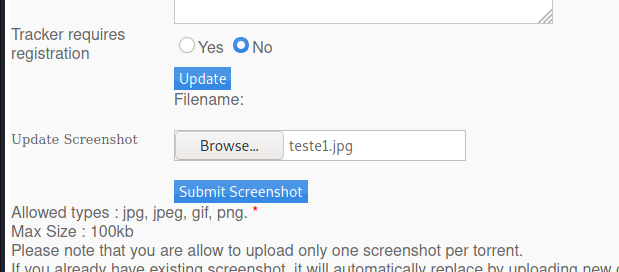 Tracker requires
registration
Yes No
Update
Filename:
Update Screenshot
Browse... teste1.jpg
Submit Screenshot
Allowed types : jpg, jpeg, gif, png. *
Max Size : 100kb
Please note that you are allow to upload only one screenshot per torrent.
If you already have existing screenshot, it will automatically replace by uploading new